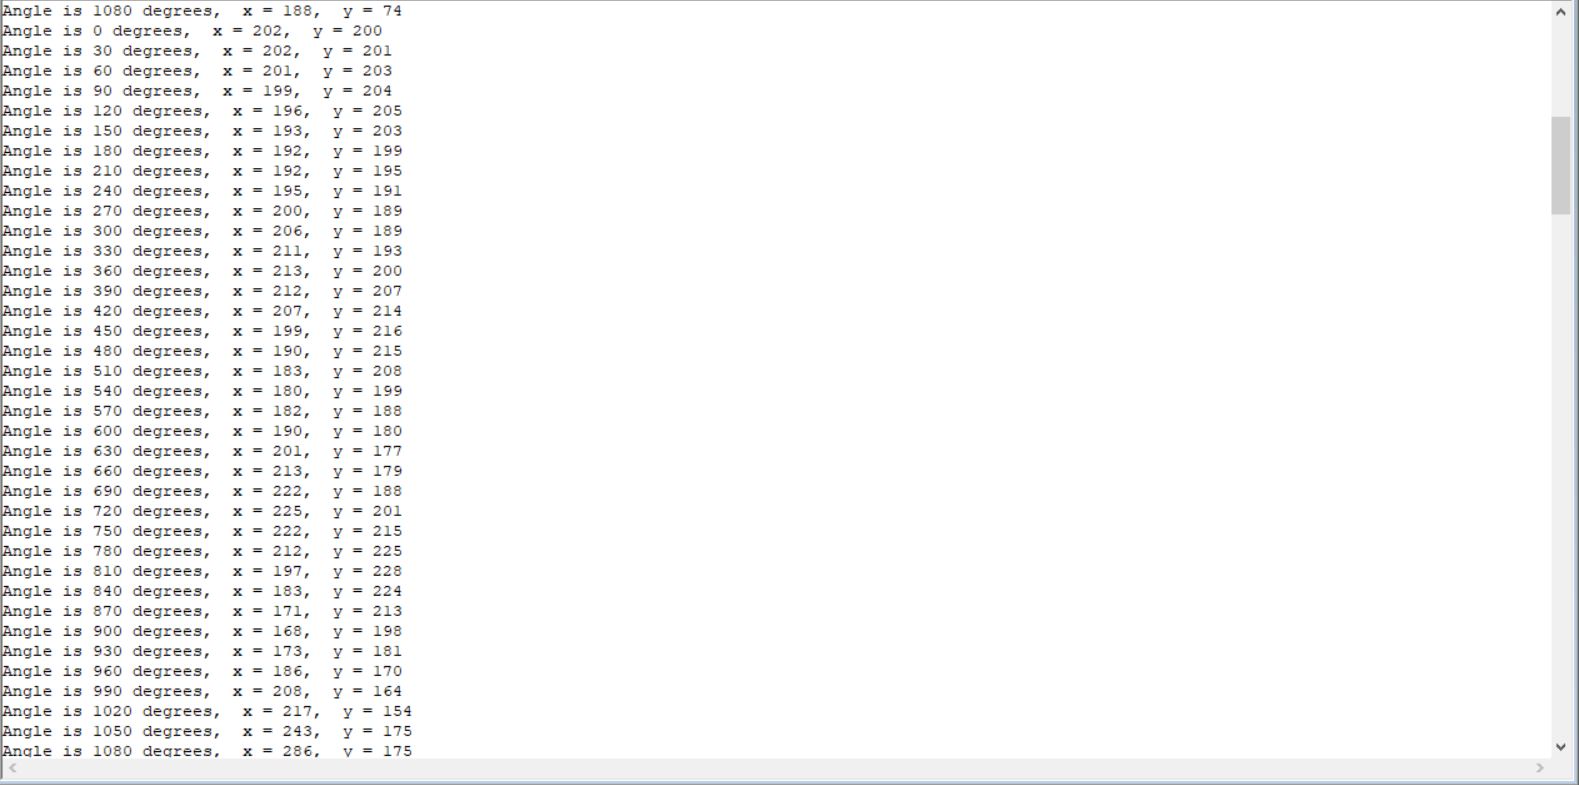 Angle is 1080 degrees,  x = 188,  y = 74
Angle is 0 degrees,  x = 202,  y = 200
Angle is 30 degrees,  x = 202,  y = 201
Angle is 60 degrees,  x = 201,  y = 203
Angle is 90 degrees,  x = 199,  y = 204
Angle is 120 degrees,  x = 196,  y = 205
Angle is 150 degrees,  x = 193,  y = 203
Angle is 180 degrees,  x = 192,  y = 199
Angle is 210 degrees,  x = 192,  y = 195
Angle is 240 degrees,  x = 195,  y = 191
Angle is 270 degrees,  x = 200,  y = 189
Angle is 300 degrees,  x = 206,  y = 189
Angle is 330 degrees,  x = 211,  y = 193
Angle is 360 degrees,  x = 213,  y = 200
Angle is 390 degrees,  x = 212,  y = 207
Angle is 420 degrees,  x = 207,  y = 214
Angle is 450 degrees,  x = 199,  y = 216
Angle is 480 degrees,  x = 190,  y = 215
Angle is 510 degrees,  x = 183,  y = 208
Angle is 540 degrees,  x = 180,  y = 199
Angle is 570 degrees,  x = 182,  y = 188
Angle is 600 degrees,  x = 190,  y = 180
Angle is 630 degrees,  x = 201,  y = 177
Angle is 660 degrees,  x = 213,  y = 179
Angle is 690 degrees,  x = 222,  y = 188
Angle is 720 degrees,  x = 225,  y = 201
Angle is 750 degrees,  x = 222,  y = 215
Angle is 780 degrees,  x = 212,  y = 225
Angle is 810 degrees,  x = 197,  y = 228
Angle is 840 degrees,  x = 183,  y = 224
Angle is 870 degrees,  x = 171,  y = 213
Angle is 900 degrees,  x = 168,  y = 198
Angle is 930 degrees,  x = 173,  y = 181
Angle is 960 degrees,  x = 186,  y = 170
Angle is 990 degrees,  x = 208,  y = 164
Angle is 1020 degrees,  x = 217,  y = 154
Angle is 1050 degrees,  x = 243,  y = 175
Angle is 1080 degrees,  x = 286,  y = 175